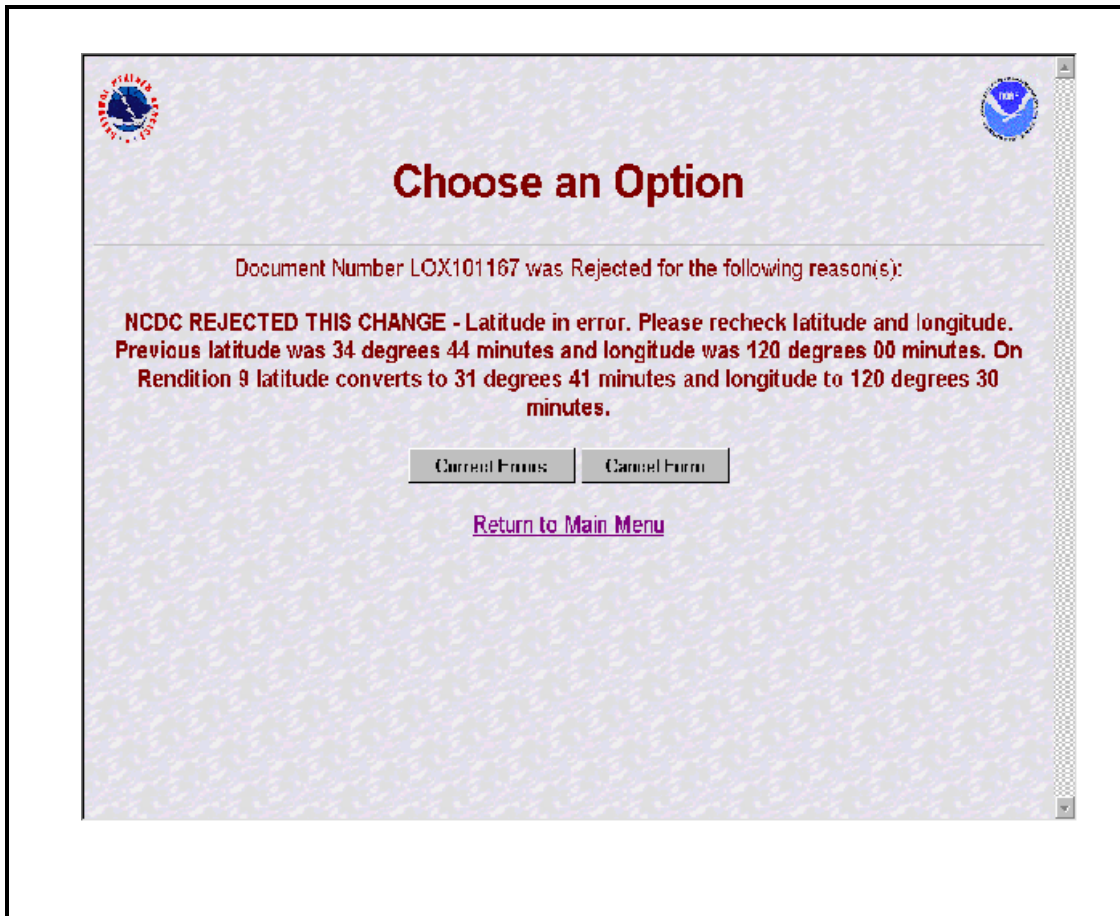 Choose an Option
Document Number LOX101167 was Rejected for the following reason(s):
NCDC REJECTED THIS CHANGE - Latitude in error. Please recheck latitude and longitude.
Previous latitude was 34 degrees 44 minutes and longitude was 120 degrees 00 minutes. On
Rendition 9 latitude converts to 31 degrees 41 minutes and longitude to 120 degrees 30
minutes.
Correct Errors Cancel Form
Return to Main Menu